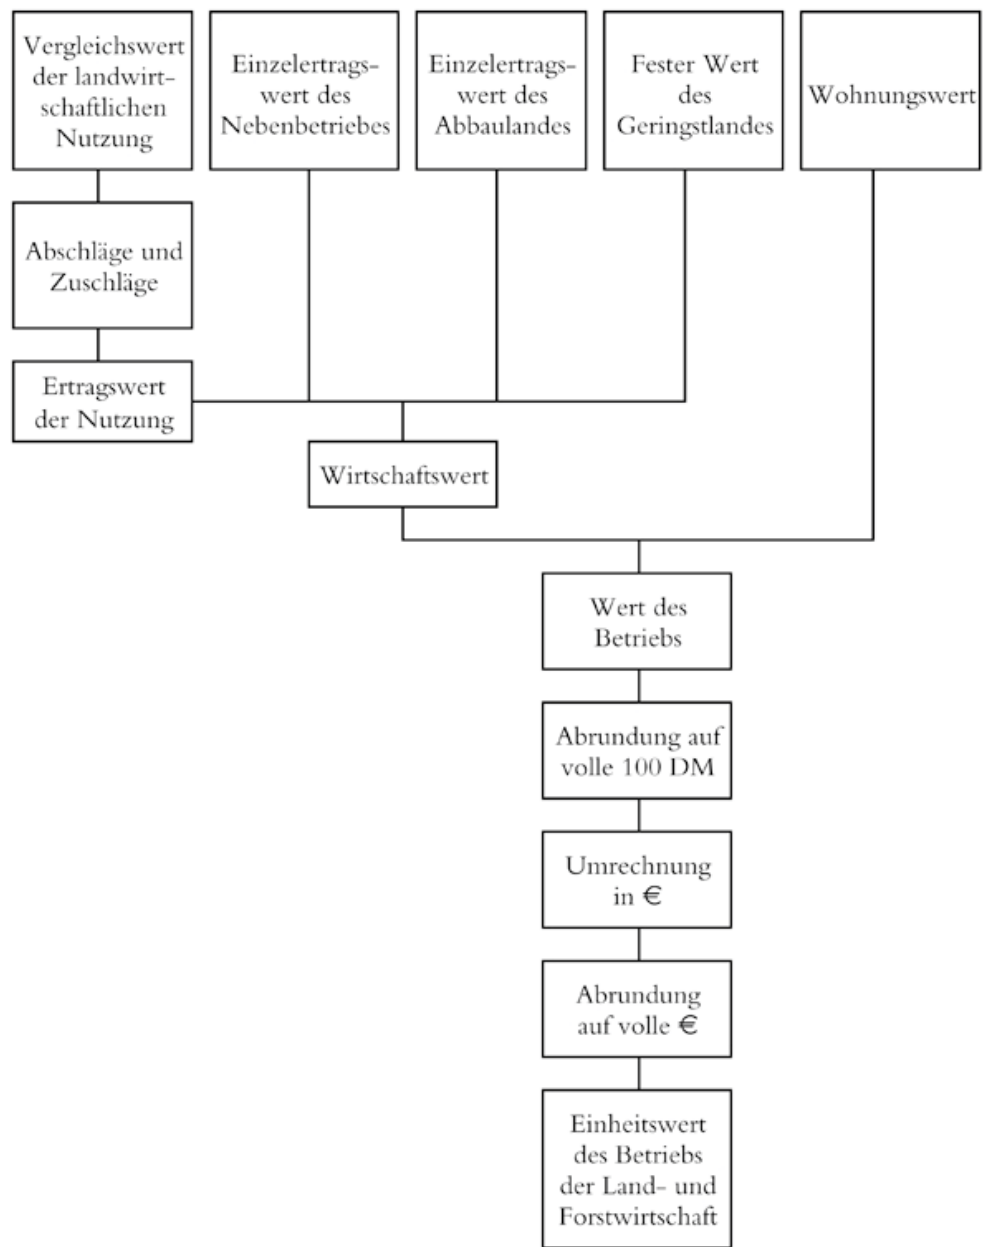 Vergleichswert
der landwirt-
schaftlichen
Nutzung
Einzelertrags-
wert des
Nebenbetriebes
Einzelertrags-
wert des
Abbaulandes
Fester Wert
des
Geringstlandes
Wohnungswert
Abschläge und
Zuschläge
Ertragswert
der Nutzung
Wirtschaftswert
Wert des
Betriebs
Abrundung auf
volle 100 DM
Umrechnung
in €
Abrundung
auf volle €
Einheitswert
des Betriebs
der Land- und
Forstwirtschaft